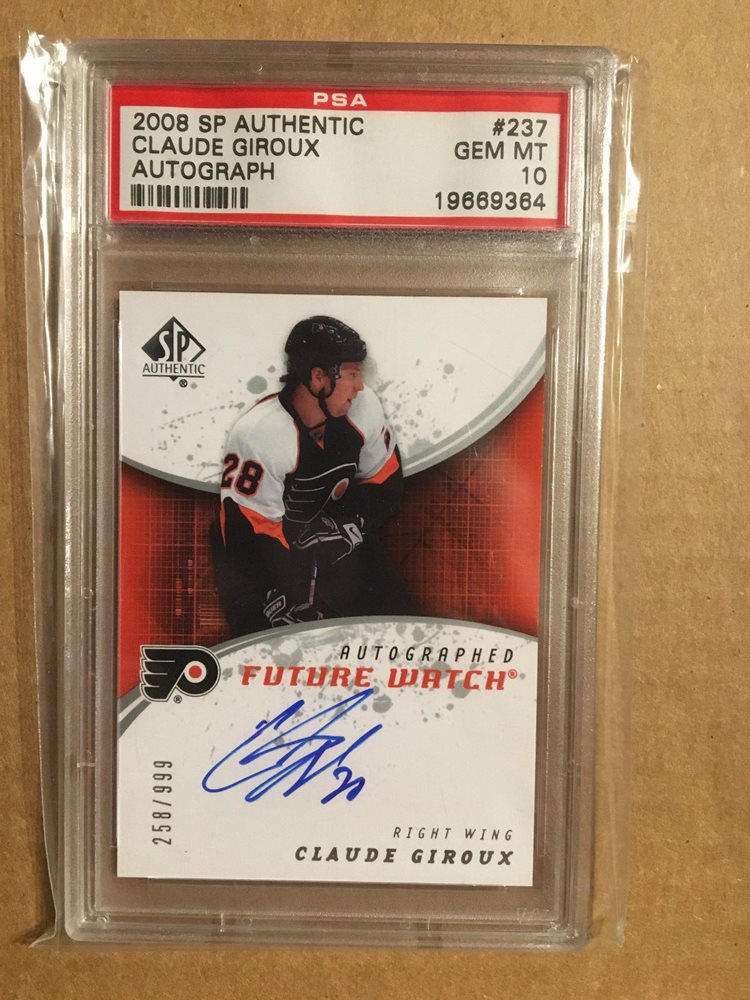 PSA
2008 SP AUTHENTIC #237
CLAUDE GIROUX GEM MT
AUTOGRAPH 10
19669364
SP
AUTHENTIC
28
AUTOGRAPHED
FUTURE WATCH®
258/999
RIGHT WING
CLAUDE GIROUX